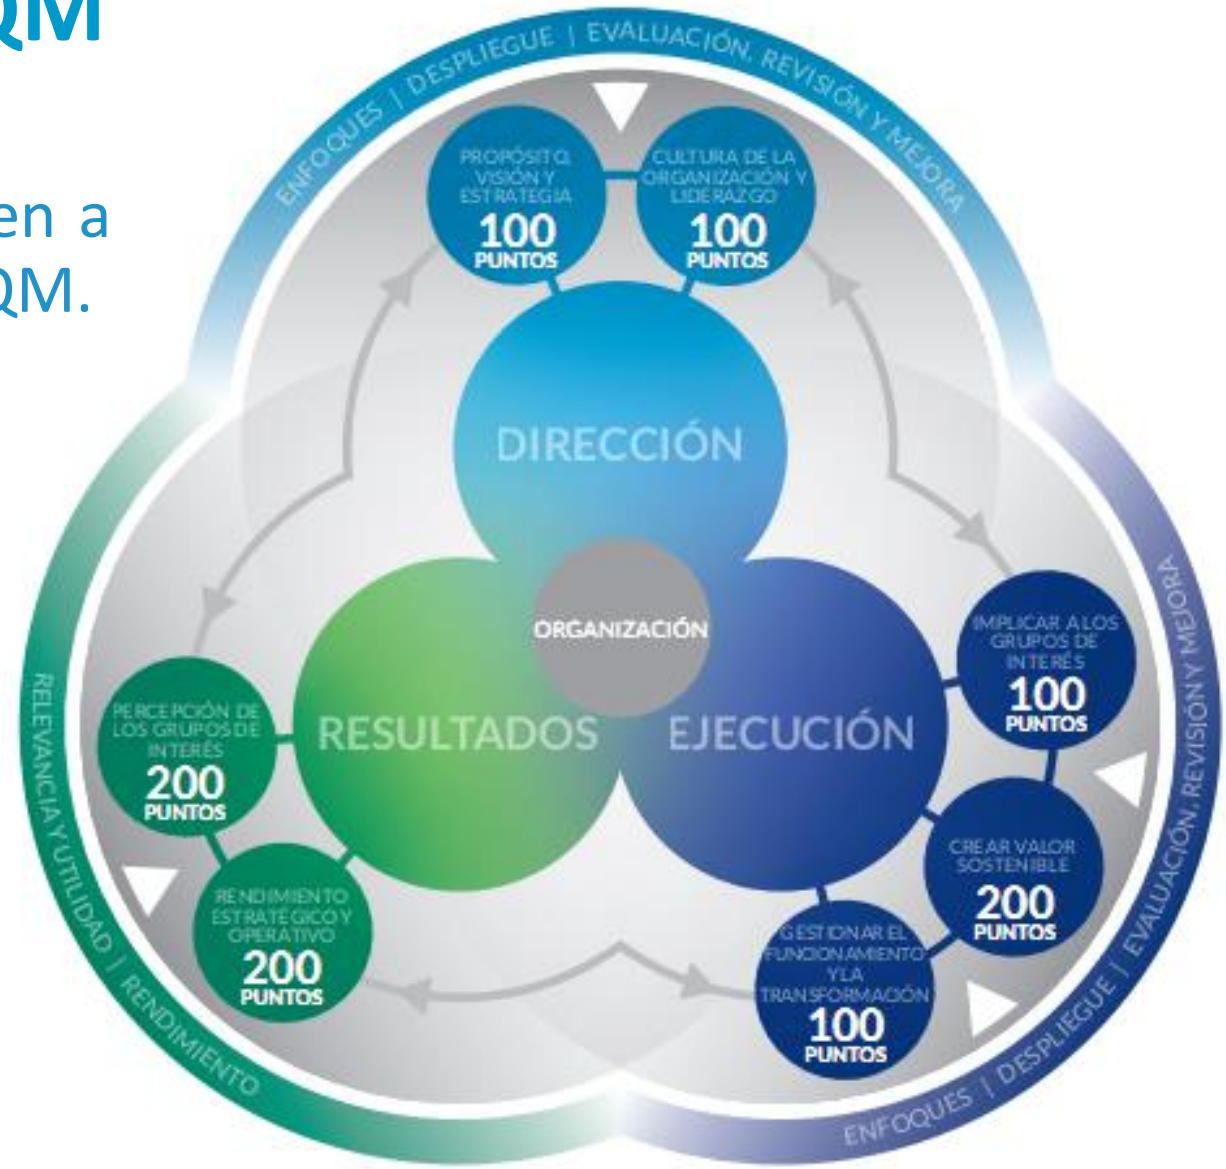 QM
en a
QM.
ENFOQUES | DESPLIEGUE | EVALUACIÓN, REVISIÓN Y MEJORA
PROPÓSITO,
VISIÓN Y
ESTRATEGIA
100
PUNTOS
CULTURA DE LA
ORGANIZACIÓN Y
LIDERAZGO
100
PUNTOS
DIRECCIÓN
ORGANIZACIÓN
RESULTADOS
EJECUCIÓN
IMPLICAR A LOS
GRUPOS DE
INTERÉS
100
PUNTOS
CREAR VALOR
SOSTENIBLE
200
PUNTOS
GESTIONAR EL
FUNCIONAMIENTO
Y LA
TRANSFORMACIÓN
100
PUNTOS
PERCEPCIÓN DE
LOS GRUPOS DE
INTERÉS
200
PUNTOS
RENDIMIENTO
ESTRATÉGICO Y
OPERATIVO
200
PUNTOS
RELEVANCIA Y UTILIDAD | RENDIMIENTO
ENFOQUES | DESPLIEGUE | EVALUACIÓN, REVISIÓN Y MEJORA